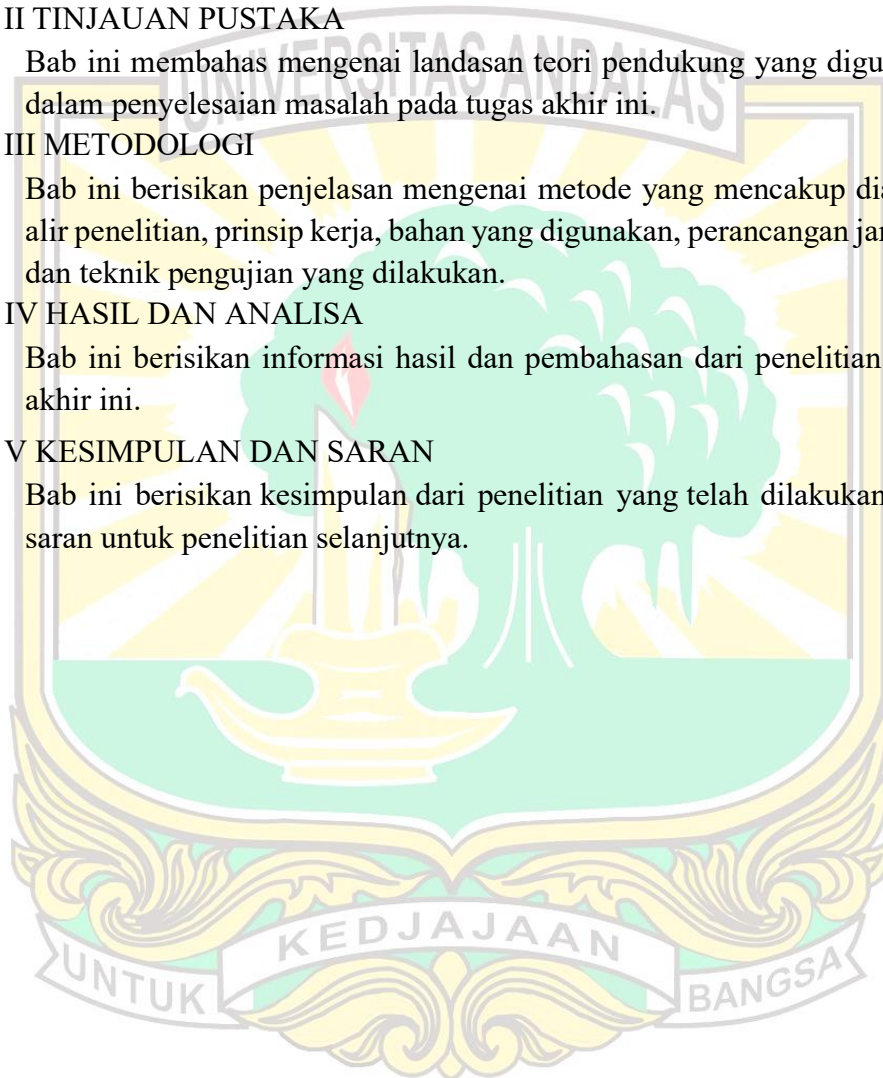 UNIVERSITAS ANDALAS
II TINJAUAN PUSTAKA
Bab ini membahas mengenai landasan teori pendukung yang digu
dalam penyelesaian masalah pada tugas akhir ini.
III METODOLOGI
Bab ini berisikan penjelasan mengenai metode yang mencakup dia
alir penelitian, prinsip kerja, bahan yang digunakan, perancangan jar
dan teknik pengujian yang dilakukan.
IV HASIL DAN ANALISA
Bab ini berisikan informasi hasil dan pembahasan dari penelitian
akhir ini.
V KESIMPULAN DAN SARAN
Bab ini berisikan kesimpulan dari penelitian yang telah dilakukan
saran untuk penelitian selanjutnya.
UNTUK KEDJAJAAN BANGSA